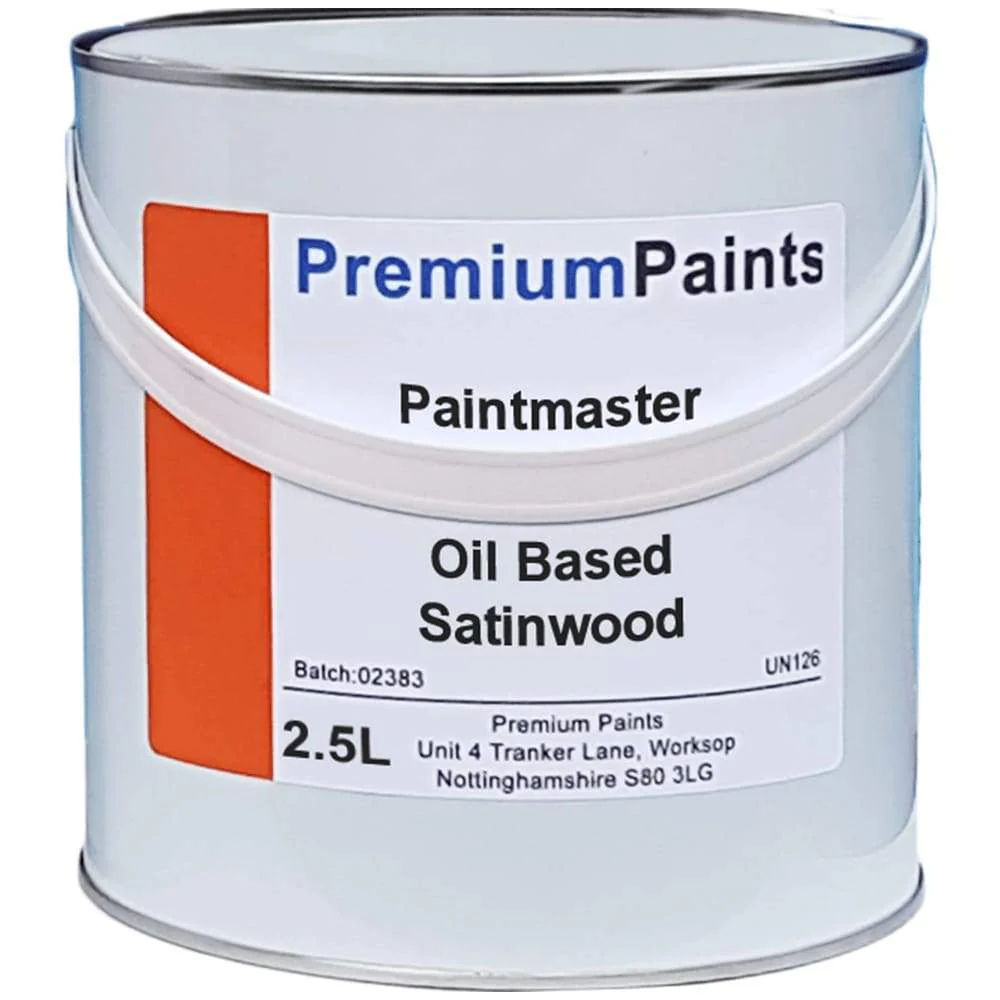 PremiumPaints
Paintmaster
Oil Based
Satinwood
Batch:02383
UN126
2.5L
Premium Paints
Unit 4 Tranker Lane, Worksop
Nottinghamshire S80 3LG